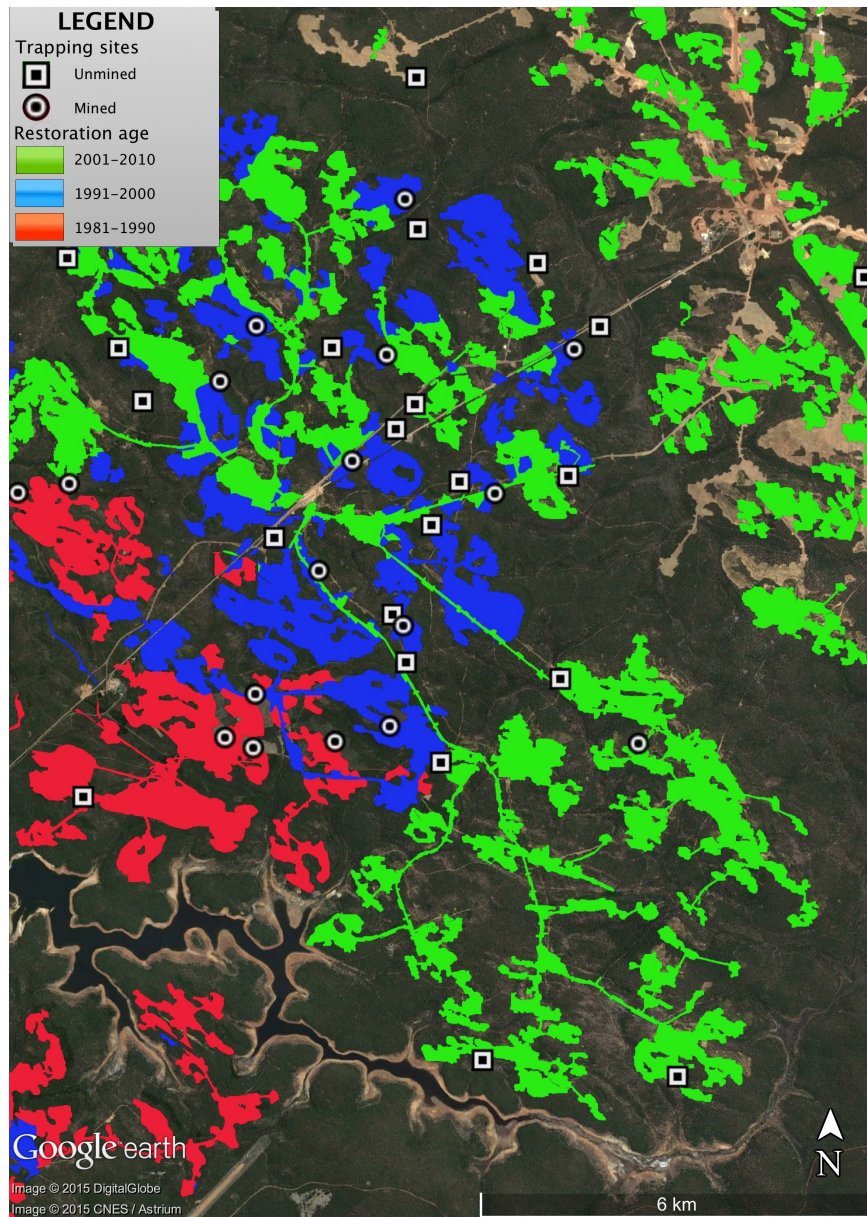 LEGEND
Trapping sites
Unmined
Mined
Restoration age
2001–2010
1991–2000
1981–1990
Google earth
Image © 2015 DigitalGlobe
Image © 2015 CNES / Astrium
N
6 km